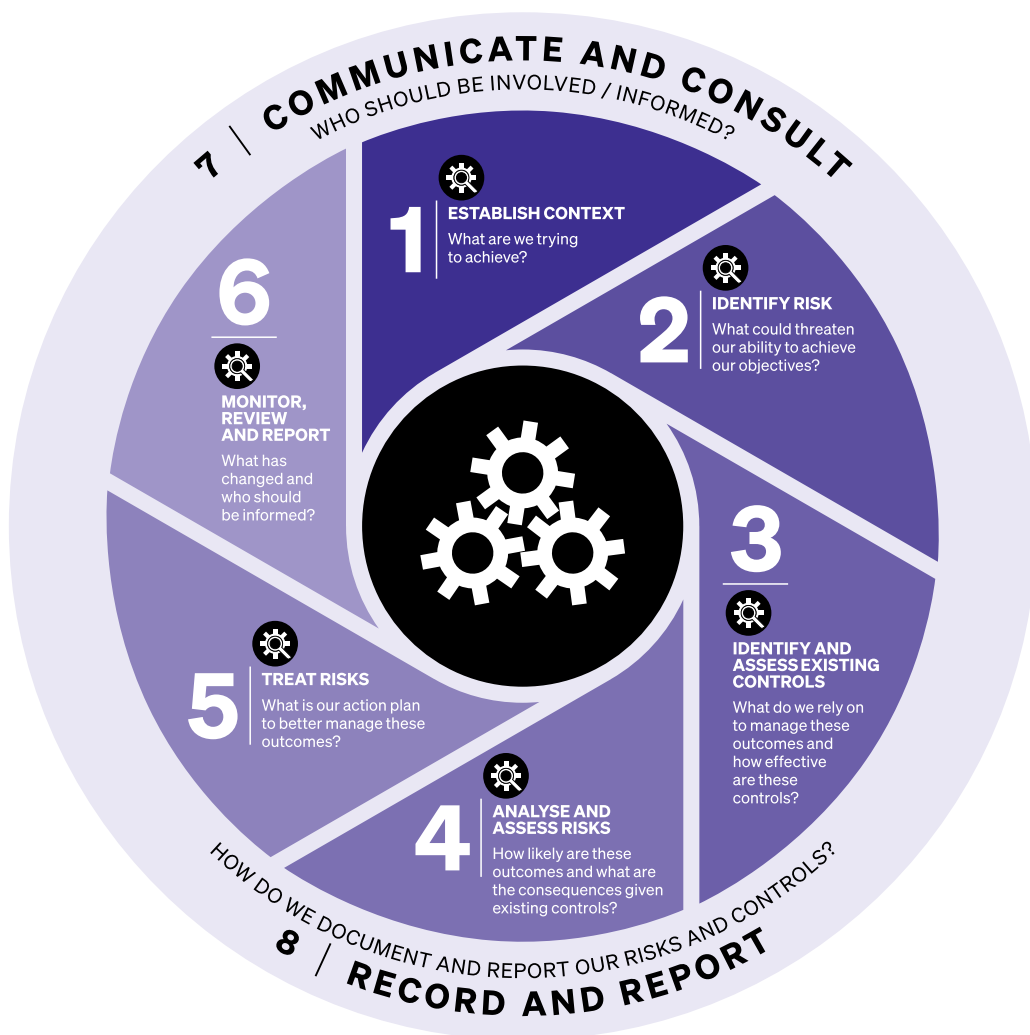 7 | COMMUNICATE AND CONSULT
WHO SHOULD BE INVOLVED / INFORMED?
1
ESTABLISH CONTEXT
What are we trying
to achieve?
2
IDENTIFY RISK
What could threaten
our ability to achieve
our objectives?
3
IDENTIFY AND
ASSESS EXISTING
CONTROLS
What do we rely on
to manage these
outcomes and
how effective
are these
controls?
4
ANALYSE AND
ASSESS RISKS
How likely are these
outcomes and what are
the consequences given
existing controls?
5
TREAT RISKS
What is our action plan
to better manage these
outcomes?
6
MONITOR,
REVIEW
AND REPORT
What has
changed and
who should
be informed?
HOW DO WE DOCUMENT AND REPORT OUR RISKS AND CONTROLS?
8 | RECORD AND REPORT